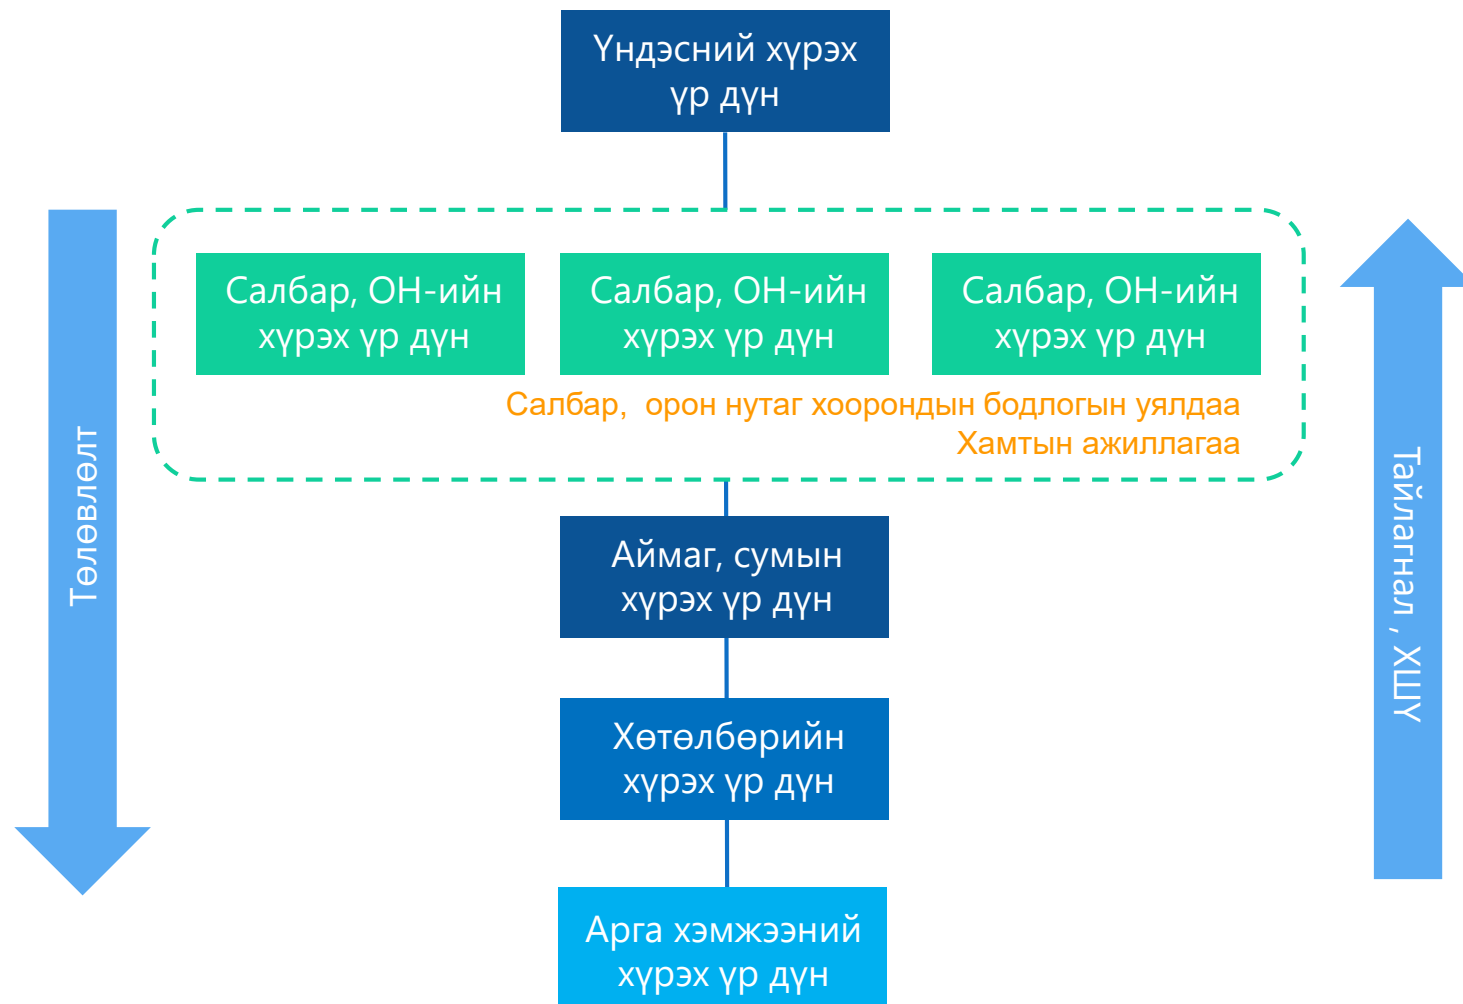 Үндэсний хүрэх
үр дүн
Салбар, ОН-ийн
хүрэх үр дүн
Салбар, ОН-ийн
хүрэх үр дүн
Салбар, ОН-ийн
хүрэх үр дүн
Салбар, орон нутаг хоорондын бодлогын уялдаа
Хамтын ажиллагаа
Төлөвлөлт
Тайлагнал , ХШҮ
Аймаг, сумын
хүрэх үр дүн
Хөтөлбөрийн
хүрэх үр дүн
Арга хэмжээний
хүрэх үр дүн